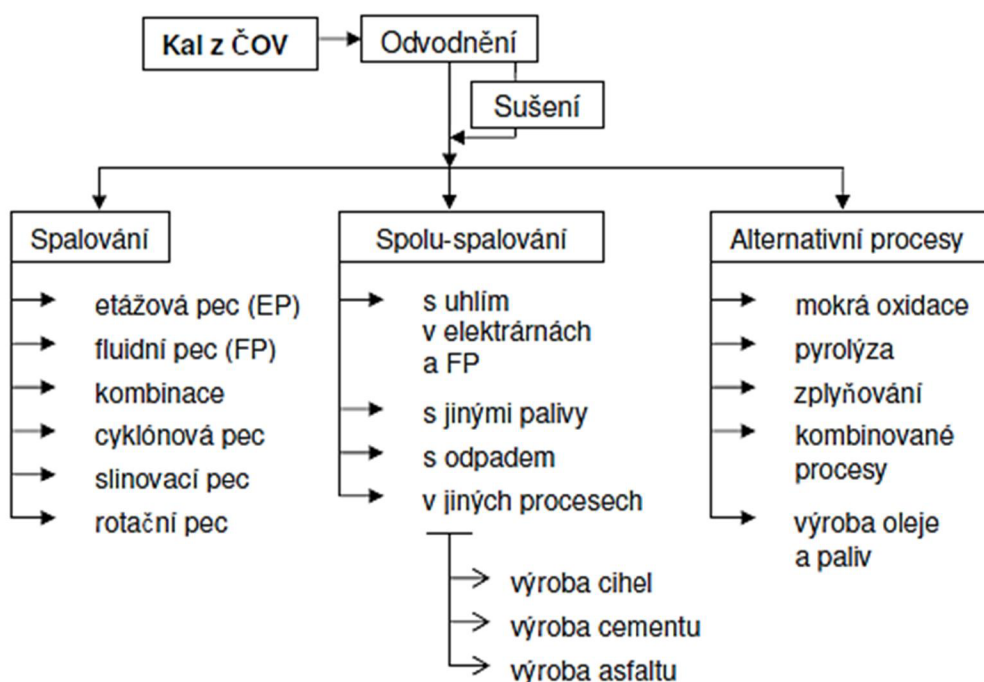 Kal z ČOV
Odvodnění
Sušení
Spalování
etážová pec (EP)
fluidní pec (FP)
kombinace
cyklónová pec
slinovací pec
rotační pec
Spolu-spalování
s uhlím
v elektrárnách
a FP
s jinými palivy
s odpadem
v jiných procesech
výroba cihel
výroba cementu
výroba asfaltu
Alternativní procesy
mokrá oxidace
pyrolýza
zplyňování
kombinované
procesy
výroba oleje
a paliv